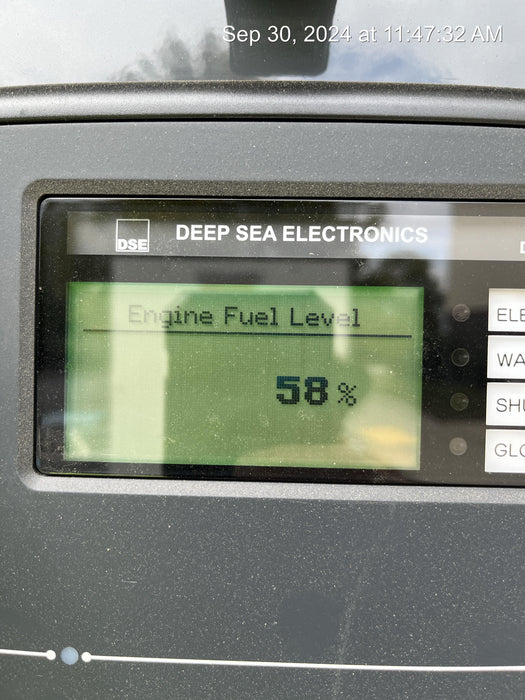 Sep 30, 2024 at 11:47:32 AM
DSE
DEEP SEA ELECTRONICS
Engine Fuel Level
58 %